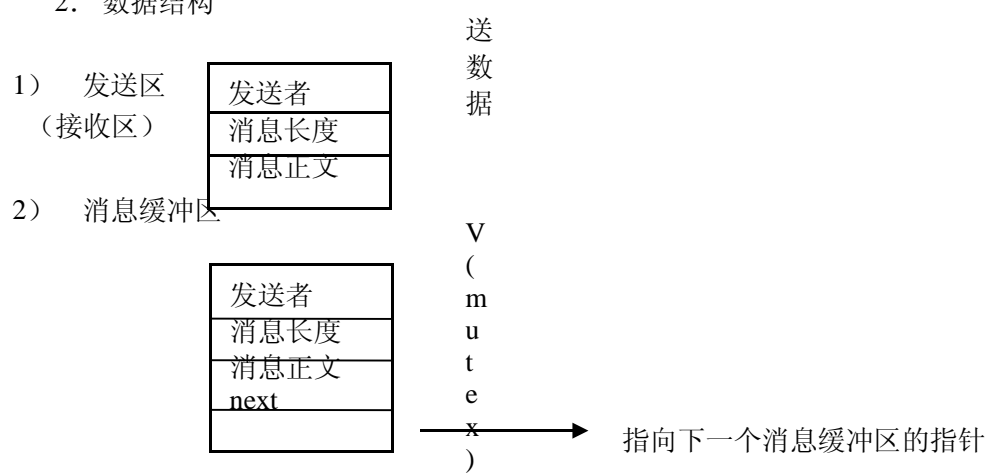 2. 数据结构
送
数
据
1) 发送区
(接收区)
发送者
消息长度
消息正文
2) 消息缓冲区
V
(
m
u
t
e
x
)
发送者
消息长度
消息正文
next
指向下一个消息缓冲区的指针